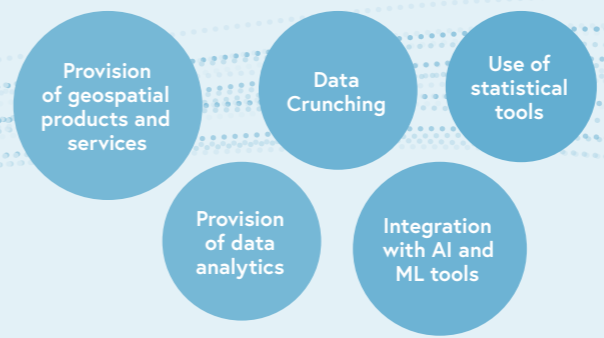 Provision
of geospatial
products and
services
Data
Crunching
Use of
statistical
tools
Provision
of data
analytics
Integration
with AI and
ML tools